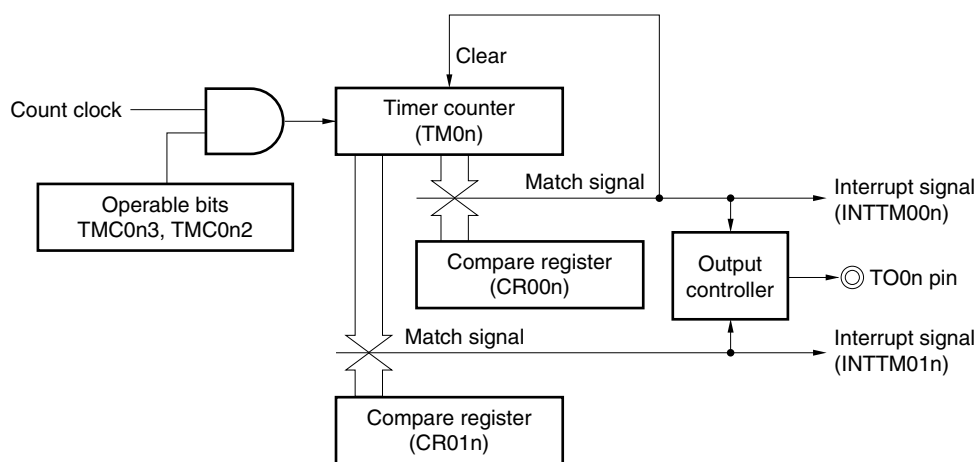 Clear
Count clock
Timer counter
(TM0n)
Operable bits
TMC0n3, TMC0n2
Match signal
Interrupt signal
(INTTM00n)
Compare register
(CR00n)
Output
controller
TO0n pin
Match signal
Interrupt signal
(INTTM01n)
Compare register
(CR01n)